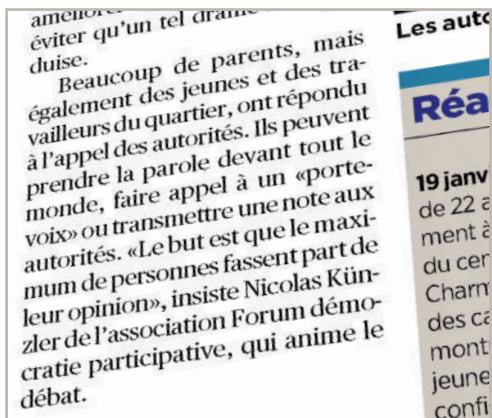 éviter qu'un tel drame
duise.
Beaucoup de parents, mais
également des jeunes et des tra-
vailleurs du quartier, ont répondu
à l'appel des autorités. Ils peuvent
prendre la parole devant tout le
monde, faire appel à un «porte-
voix» ou transmettre une note aux
autorités. «Le but est que le maxi-
mum de personnes fassent part de
leur opinion», insiste Nicolas Kün-
zler de l'association Forum démo-
cratie participative, qui anime le
débat.
Les auto
Réa
19 janv
de 22 a
ment à
du cen
Charm
des ca
mont
jeune
confi